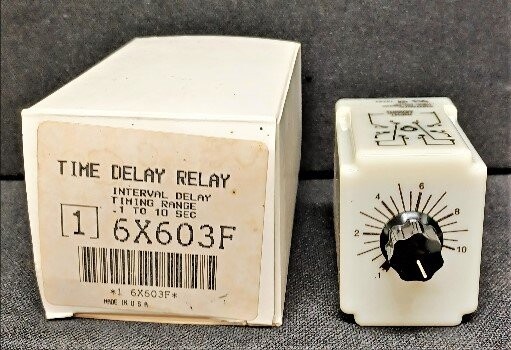 TIME DELAY RELAY
INTERVAL DELAY
TIMING RANGE
.1 TO 10 SEC
1 6X603F
*1 6X603F*
MADE IN U.S.A.
6
4
8
2
10
.1